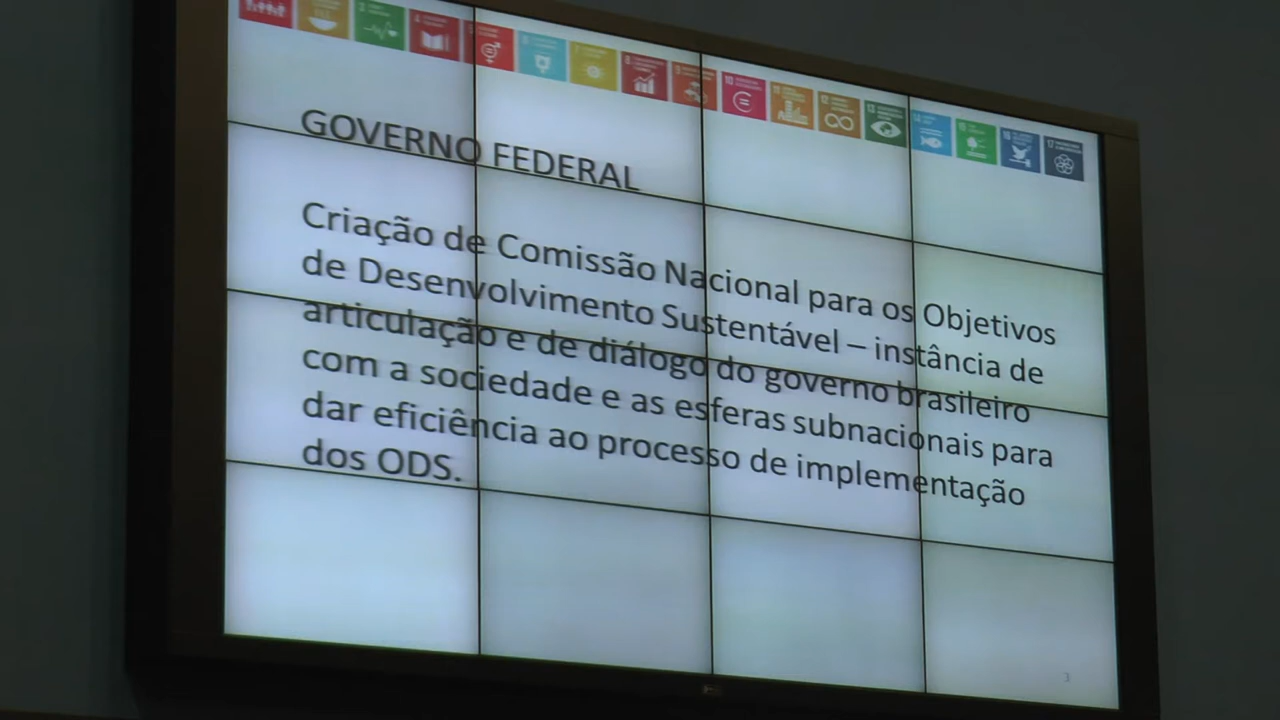 GOVERNO FEDERAL
Criação de Comissão Nacional para os Objetivos
de Desenvolvimento Sustentável – instância de
articulação e de diálogo do governo brasileiro
com a sociedade e as esferas subnacionais para
dar eficiência ao processo de implementação
dos ODS.
3